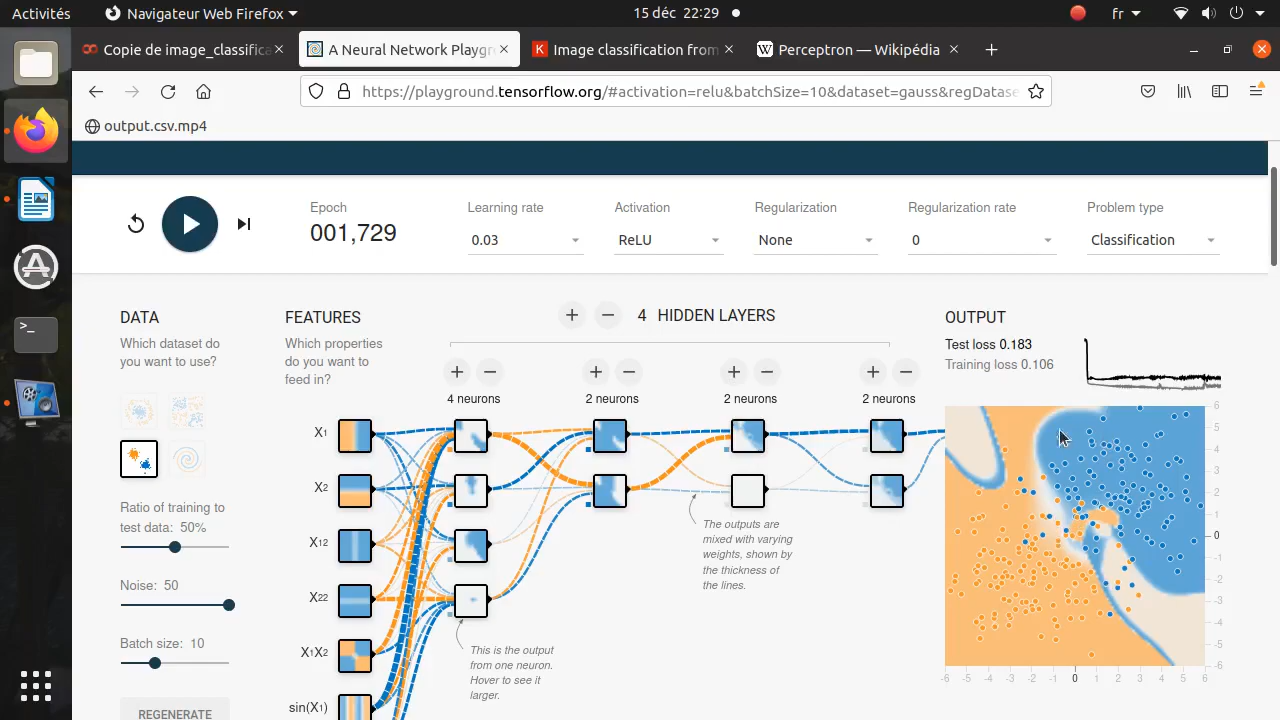 Activités Navigateur Web Firefox 15 déc 22:29 fr
Copie de image_classifica A Neural Network Playgr Image classification from Perceptron — Wikipédia
https://playground.tensorflow.org/#activation=relu&batchSize=10&dataset=gauss&regDatase
output.csv.mp4
Epoch Learning rate Activation Regularization Regularization rate Problem type
001,729 0.03 ReLU None 0 Classification
4 HIDDEN LAYERS
DATA FEATURES OUTPUT
Which dataset do
you want to use?
Which properties
do you want to
feed in?
Test loss 0.183
Training loss 0.106
4 neurons 2 neurons 2 neurons 2 neurons
X1
X2
X12
X22
X1X2
sin(X1)
Ratio of training to
test data: 50%
Noise: 50
Batch size: 10
REGENERATE
The outputs are
mixed with varying
weights, shown by
the thickness of
the lines.
This is the output
from one neuron.
Hover to see it
larger.
6
5
4
3
2
1
0
-1
-2
-3
-4
-5
-6
-6 -5 -4 -3 -2 -1 0 1 2 3 4 5 6